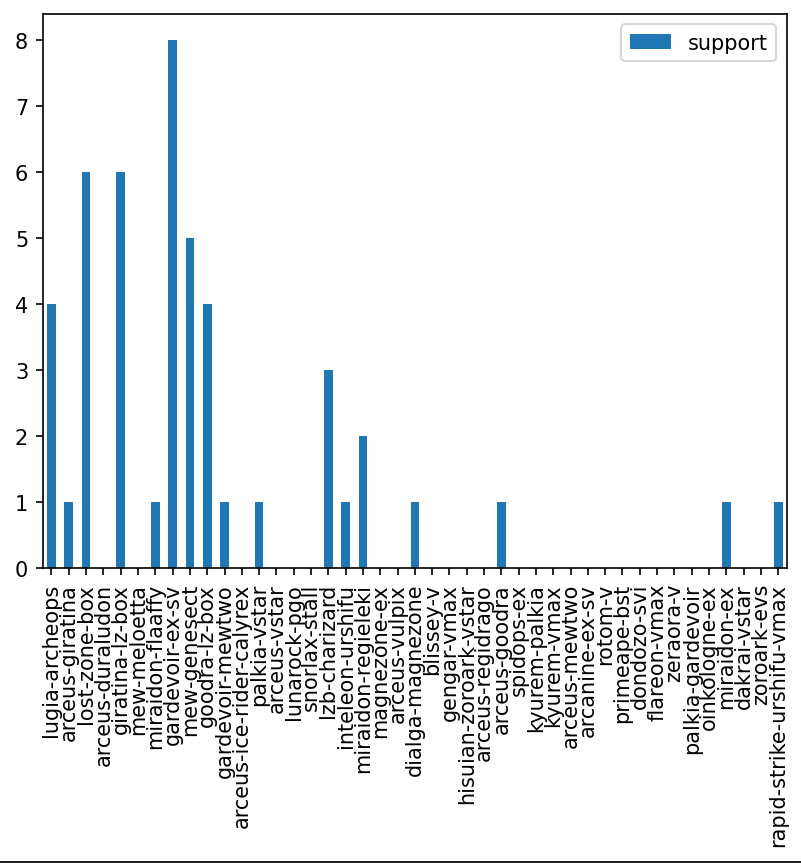 support
8
7
6
5
4
3
2
1
0
lugia-archeops
arceus-giratina
lost-zone-box
arceus-duraludon
giratina-lz-box
mew-meloetta
miraidon-flaaffy
gardevoir-ex-sv
mew-genesect
goodra-lz-box
gardevoir-mewtwo
arceus-ice-rider-calyrex
palkia-vstar
arceus-vstar
lunarock-pgo
snorlax-stall
lzb-charizard
inteleon-urshifu
miraidon-regieleki
magnezone-ex
arceus-vulpix
dialga-magnezone
blissey-v
gengar-vmax
hisuian-zoroark-vstar
arceus-regidrago
arceus-goodra
spidops-ex
kyurem-palkia
kyurem-vmax
arceus-mewtwo
arcanine-ex-sv
rotom-v
primeape-bst
dondozo-svi
flareon-vmax
zeraora-v
palkia-gardevoir
oinkologne-ex
miraidon-ex
dakrai-vstar
zoroark-evs
rapid-strike-urshifu-vmax